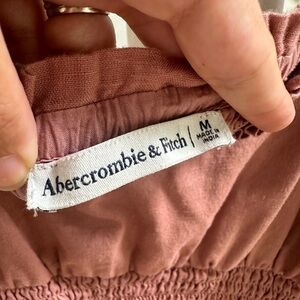 Abercrombie & Fitch
M
MADE IN
INDIA